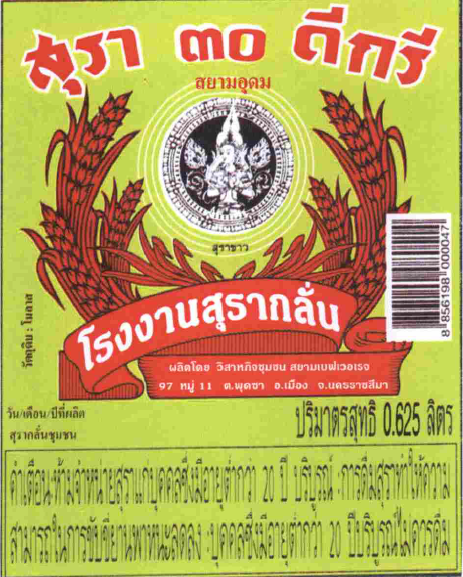 สุรา ๓๐ ดีกรี
สยามอุดม
สุราขาว
8 856198 000047
วัตถุดิบ : โมลาส
โรงงานสุรากลั่น
ผลิตโดย วิสาหกิจชุมชน สยามเบฟเวอเรจ
97 หมู่ 11 ต.พุดซา อ.เมือง จ.นครราชสีมา
วัน/เดือน/ปีที่ผลิต
สุรากลั่นชุมชน
ปริมาตรสุทธิ 0.625 ลิตร
คำเตือน:ห้ามจำหน่ายสุราแก่บุคคลซึ่งมีอายุต่ำกว่า 20 ปี บริบูรณ์ :การดื่มสุราทำให้ความ
สามารถในการขับขี่ยานพาหนะลดลง :บุคคลซึ่งมีอายุต่ำกว่า 20 ปีบริบูรณ์ไม่ควรดื่ม